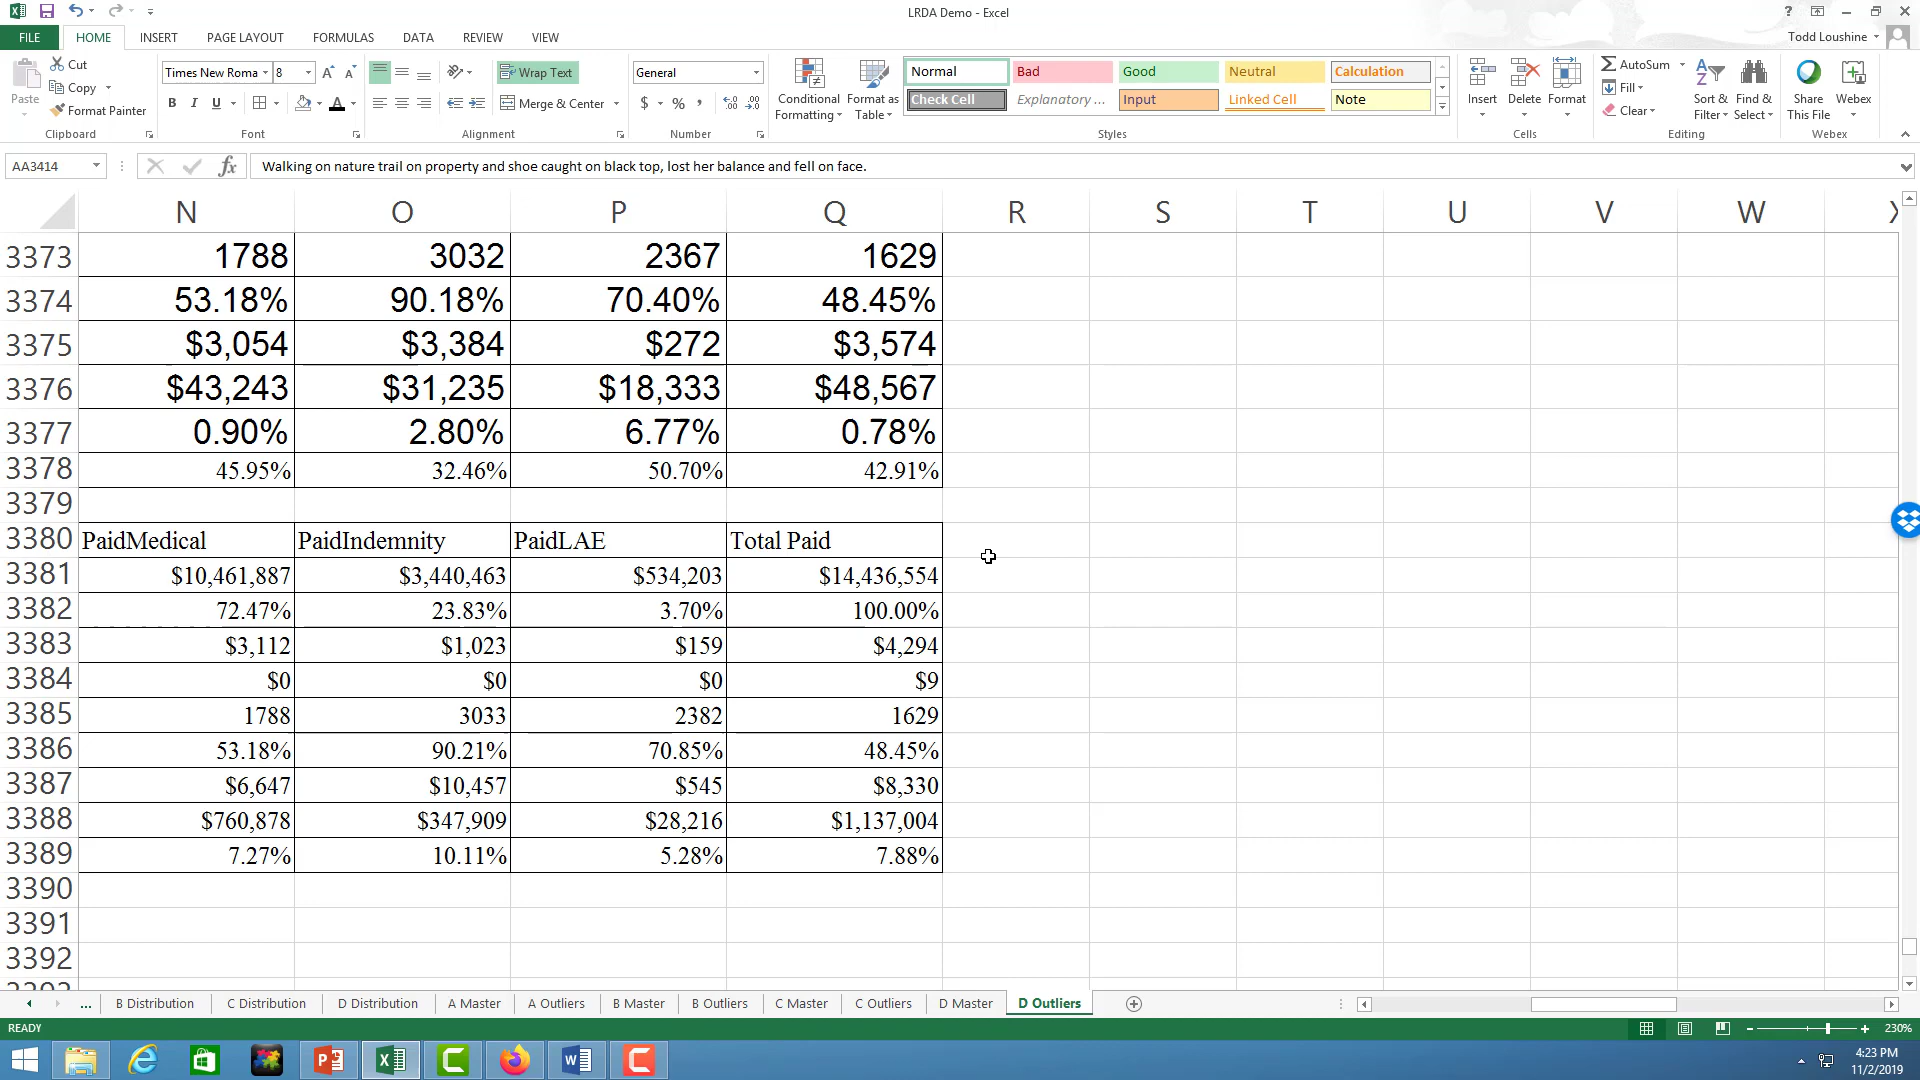 LRDA Demo - Excel
?
FILE HOME INSERT PAGE LAYOUT FORMULAS DATA REVIEW VIEW Todd Loushine
Paste
Cut
Copy
Format Painter
Clipboard
Times New Roma 8
B I U
Font
Wrap Text
Merge & Center
Alignment
General
$ % ,
Number
Conditional Formatting
Format as Table
Normal Bad Good Neutral Calculation
Check Cell Explanatory ... Input Linked Cell Note
Styles
Insert Delete Format
Cells
AutoSum
Fill
Clear
Sort & Filter
Find & Select
Editing
Share This File
Webex
Webex
AA3414 fx Walking on nature trail on property and shoe caught on black top, lost her balance and fell on face.
N O P Q R S T U V W
3373 1788 3032 2367 1629
3374 53.18% 90.18% 70.40% 48.45%
3375 $3,054 $3,384 $272 $3,574
3376 $43,243 $31,235 $18,333 $48,567
3377 0.90% 2.80% 6.77% 0.78%
3378 45.95% 32.46% 50.70% 42.91%
3379
3380 PaidMedical PaidIndemnity PaidLAE Total Paid
3381 $10,461,887 $3,440,463 $534,203 $14,436,554
3382 72.47% 23.83% 3.70% 100.00%
3383 $3,112 $1,023 $159 $4,294
3384 $0 $0 $0 $9
3385 1788 3033 2382 1629
3386 53.18% 90.21% 70.85% 48.45%
3387 $6,647 $10,457 $545 $8,330
3388 $760,878 $347,909 $28,216 $1,137,004
3389 7.27% 10.11% 5.28% 7.88%
3390
3391
3392
... B Distribution C Distribution D Distribution A Master A Outliers B Master B Outliers C Master C Outliers D Master D Outliers
READY 230%
4:23 PM
11/2/2019